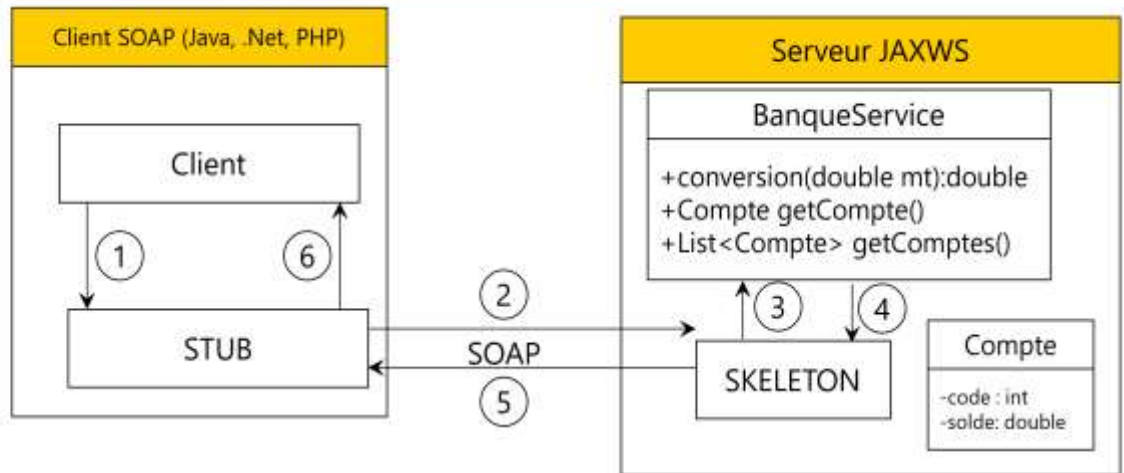 Client SOAP (Java, .Net, PHP)
Client
1
6
STUB
2
SOAP
5
Serveur JAXWS
BanqueService
+conversion(double mt):double
+Compte getCompte()
+List<Compte> getComptes()
3
4
SKELETON
Compte
-code : int
-solde: double